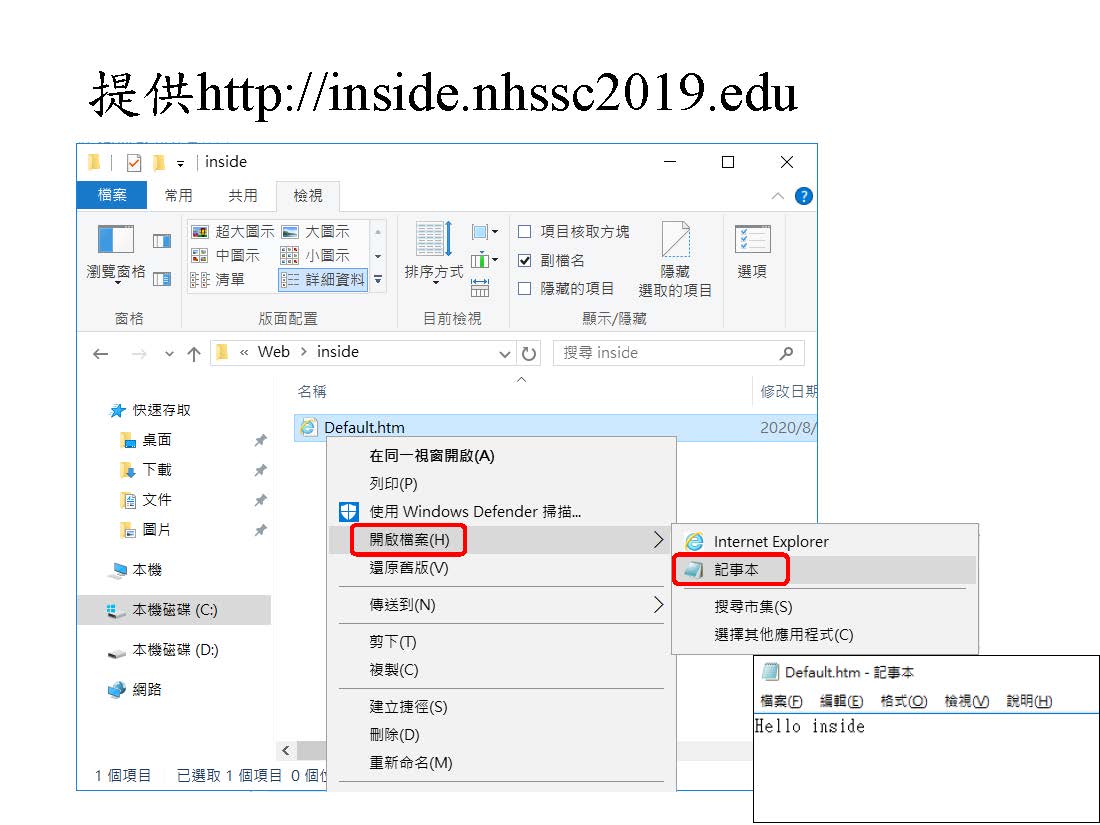 提供http://inside.nhssc2019.edu
inside
檔案 常用 共用 檢視
瀏覽窗格
超大圖示 大圖示
中圖示 小圖示
清單 詳細資料
排序方式
項目核取方塊
副檔名
隱藏的項目
隱藏
選取的項目
選項
窗格 版面配置 目前檢視 顯示/隱藏
« Web > inside
搜尋 inside
名稱 修改日期
快速存取
桌面
下載
文件
圖片
本機
本機磁碟 (C:)
本機磁碟 (D:)
網路
Default.htm 2020/8/
在同一視窗開啟(A)
列印(P)
使用 Windows Defender 掃描...
開啟檔案(H)
還原舊版(V)
傳送到(N)
剪下(T)
複製(C)
建立捷徑(S)
刪除(D)
重新命名(M)
Internet Explorer
記事本
搜尋市集(S)
選擇其他應用程式(C)
1 個項目 已選取 1 個項目 0 個
Default.htm - 記事本
檔案(F) 編輯(E) 格式(O) 檢視(V) 說明(H)
Hello inside